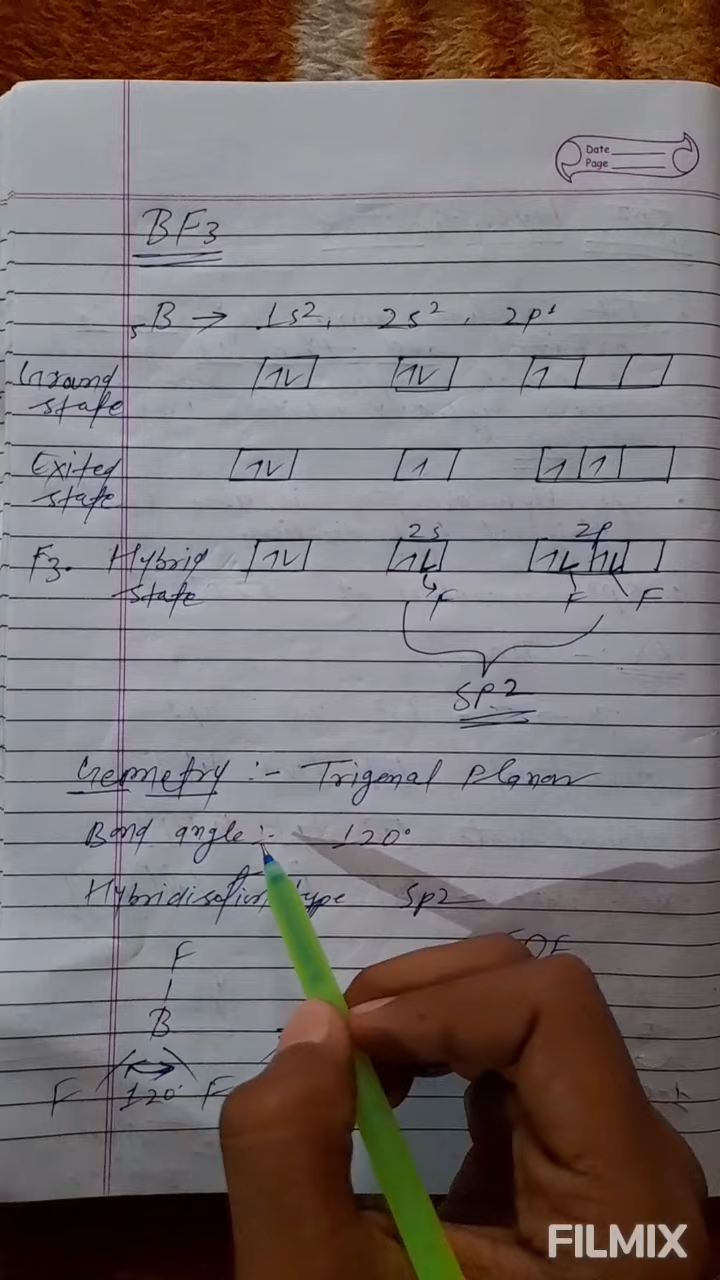 Date
Page
BF3
5B → 1s², 2s², 2p¹
Ground state
Exited state
F3. Hybrid state
2s 2p
F F F
SP2
Geometry :- Trigonal Planar
Bond angle :- 120°
Hybridisation type Sp2
F
B
F 120° F
FILMIX